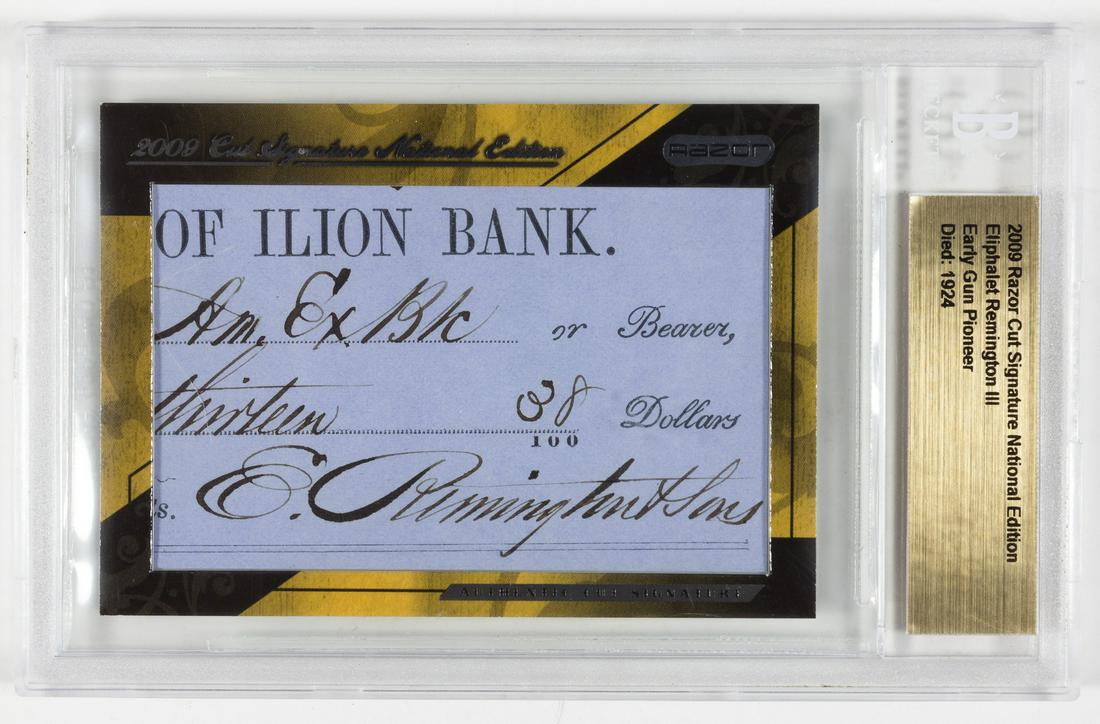 2009 Cut Signature National Edition
Razor
OF ILION BANK.
Am. Ex Bk or Bearer,
thirteen 38 Dollars
100
s. E. Remington & Sons
AUTHENTIC CUT SIGNATURE
2009 Razor Cut Signature National Edition
Eliphalet Remington III
Early Gun Pioneer
Died: 1924